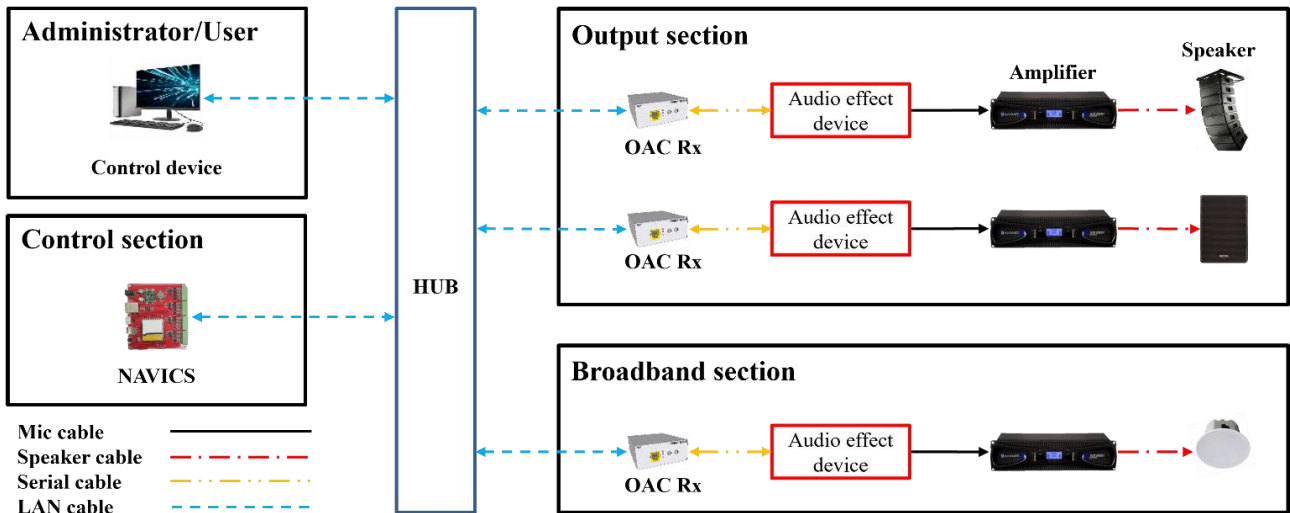 Administrator/User
Control device
Control section
NAVICS
Mic cable
Speaker cable
Serial cable
LAN cable
HUB
Output section
Speaker
Amplifier
Audio effect
device
OAC Rx
Audio effect
device
OAC Rx
Broadband section
Audio effect
device
OAC Rx